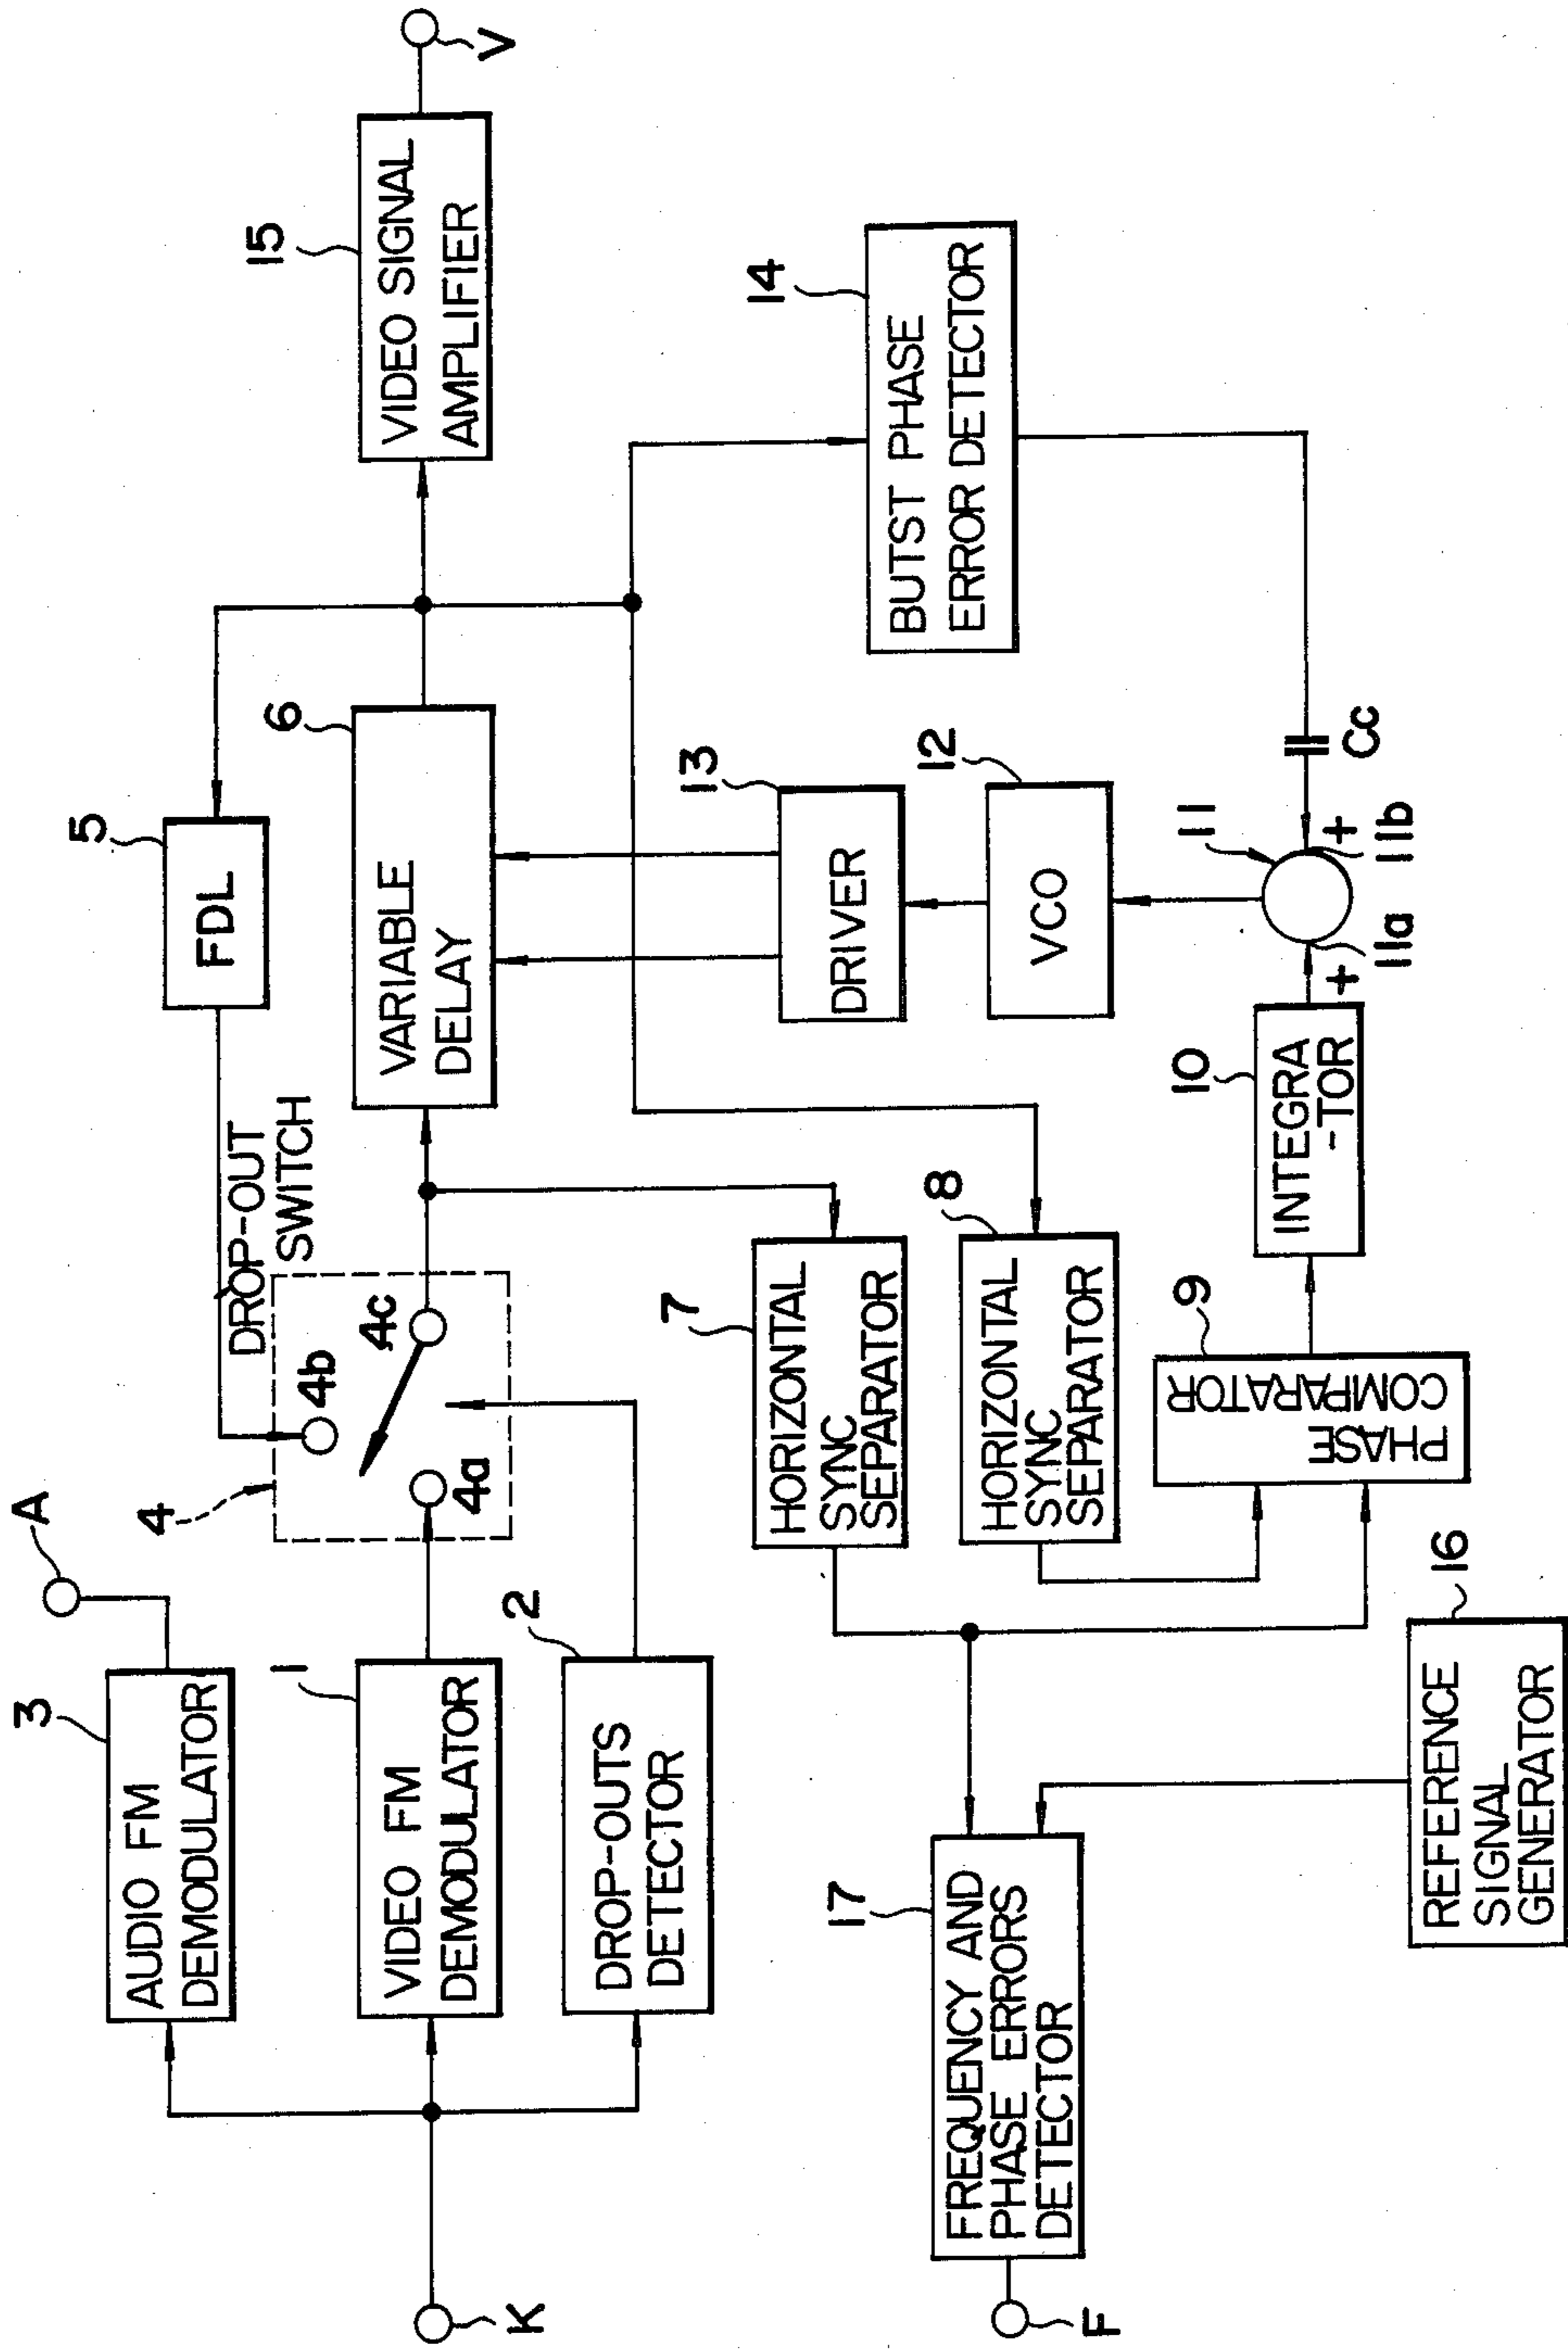 A
3
AUDIO FM
DEMODULATOR
1
VIDEO FM
DEMODULATOR
2
DROP-OUTS
DETECTOR
K
4
4a
4b
4c
DROP-OUT
SWITCH
5
FDL
6
VARIABLE
DELAY
15
VIDEO SIGNAL
AMPLIFIER
V
7
HORIZONTAL
SYNC
SEPARATOR
8
HORIZONTAL
SYNC
SEPARATOR
13
DRIVER
12
VCO
14
BUTST PHASE
ERROR DETECTOR
9
PHASE
COMPARATOR
10
INTEGRA
-TOR
11
+
11a
+
11b
Cc
17
FREQUENCY AND
PHASE ERRORS
DETECTOR
F
16
REFERENCE
SIGNAL
GENERATOR